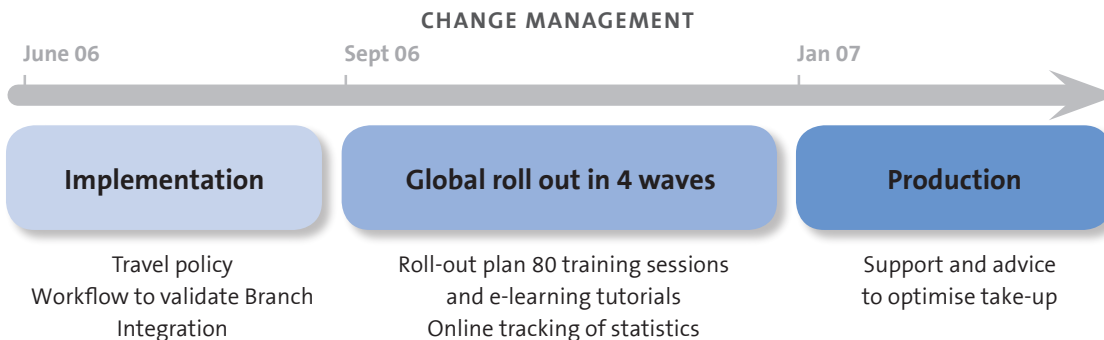 CHANGE MANAGEMENT
June 06
Sept 06
Jan 07
Implementation
Global roll out in 4 waves
Production
Travel policy
Workflow to validate Branch
Integration
Roll-out plan 80 training sessions
and e-learning tutorials
Online tracking of statistics
Support and advice
to optimise take-up